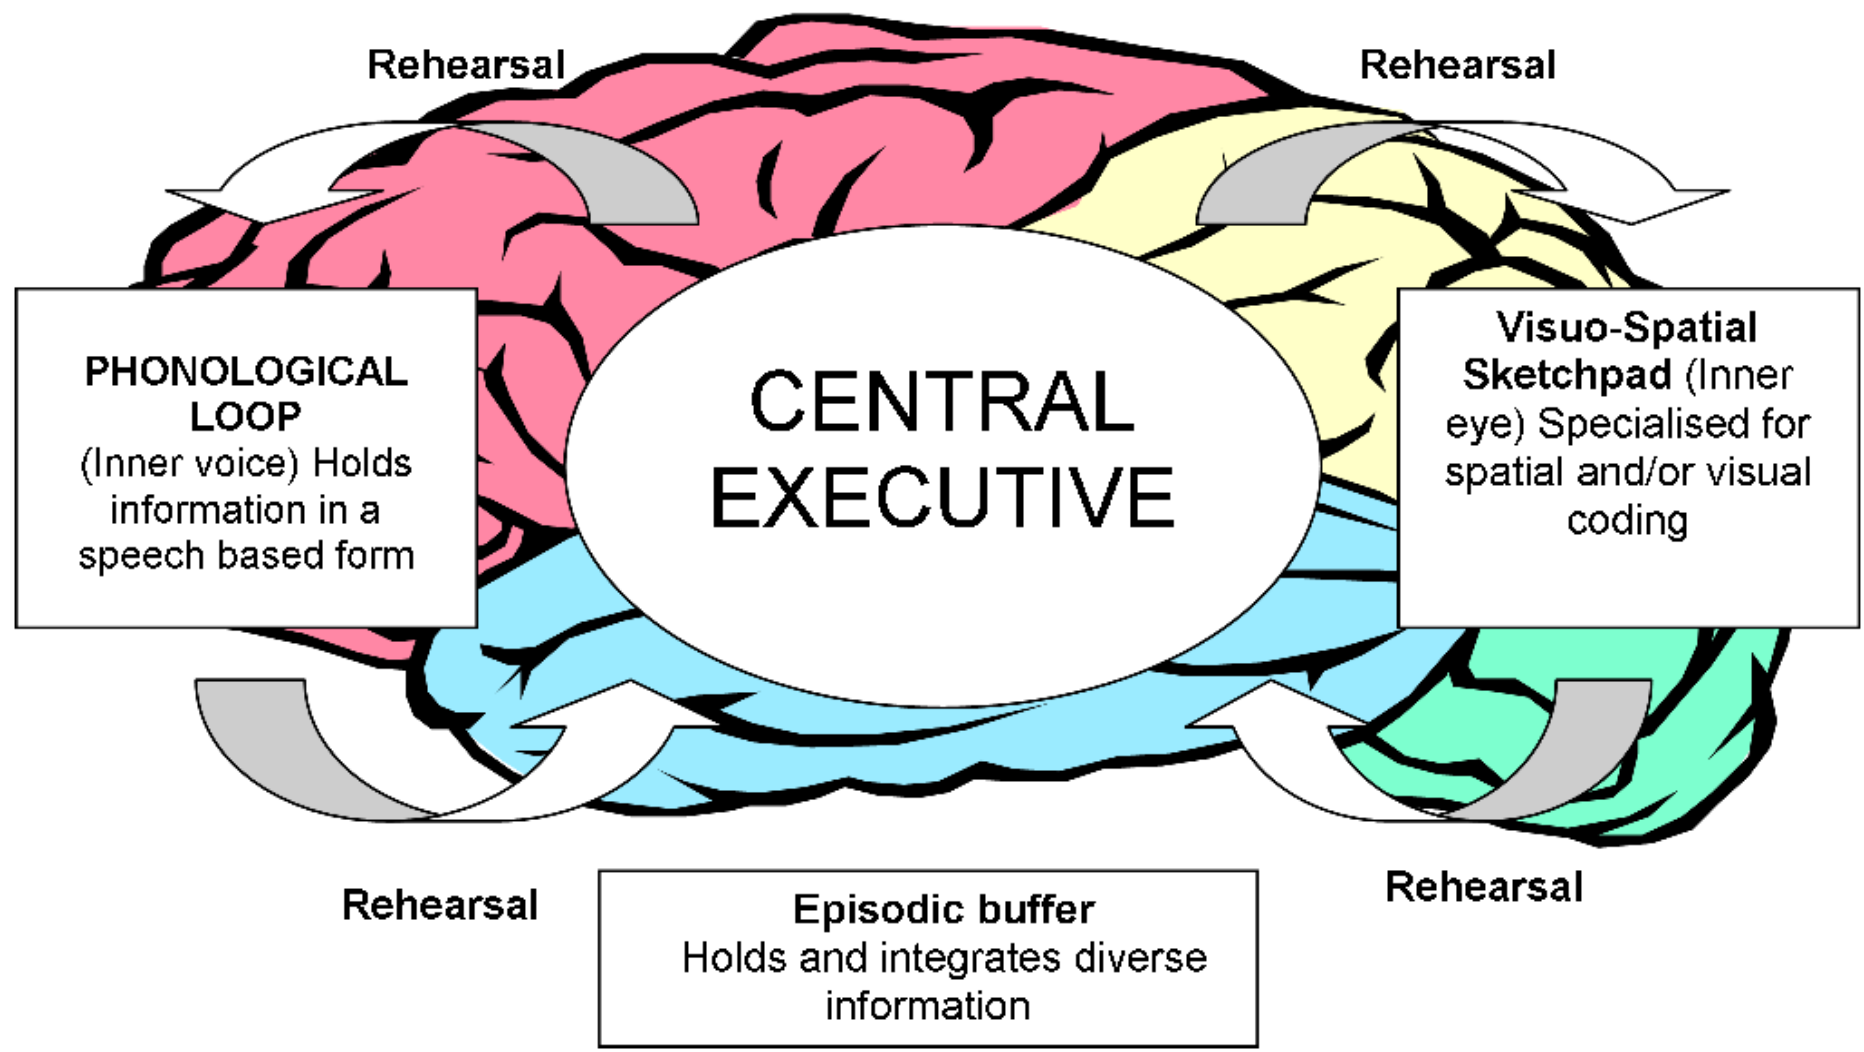 Rehearsal
Rehearsal
PHONOLOGICAL
LOOP
(Inner voice) Holds
information in a
speech based form
CENTRAL
EXECUTIVE
Visuo-Spatial
Sketchpad (Inner
eye) Specialised for
spatial and/or visual
coding
Rehearsal
Episodic buffer
Holds and integrates diverse
information
Rehearsal